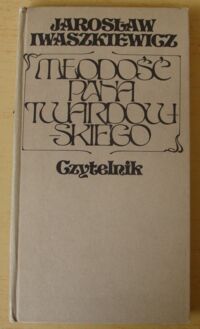 JAROSŁAW
IWASZKIEWICZ
MŁODOŚĆ
PANA
TWARDOW-
-SKIEGO
Czytelnik